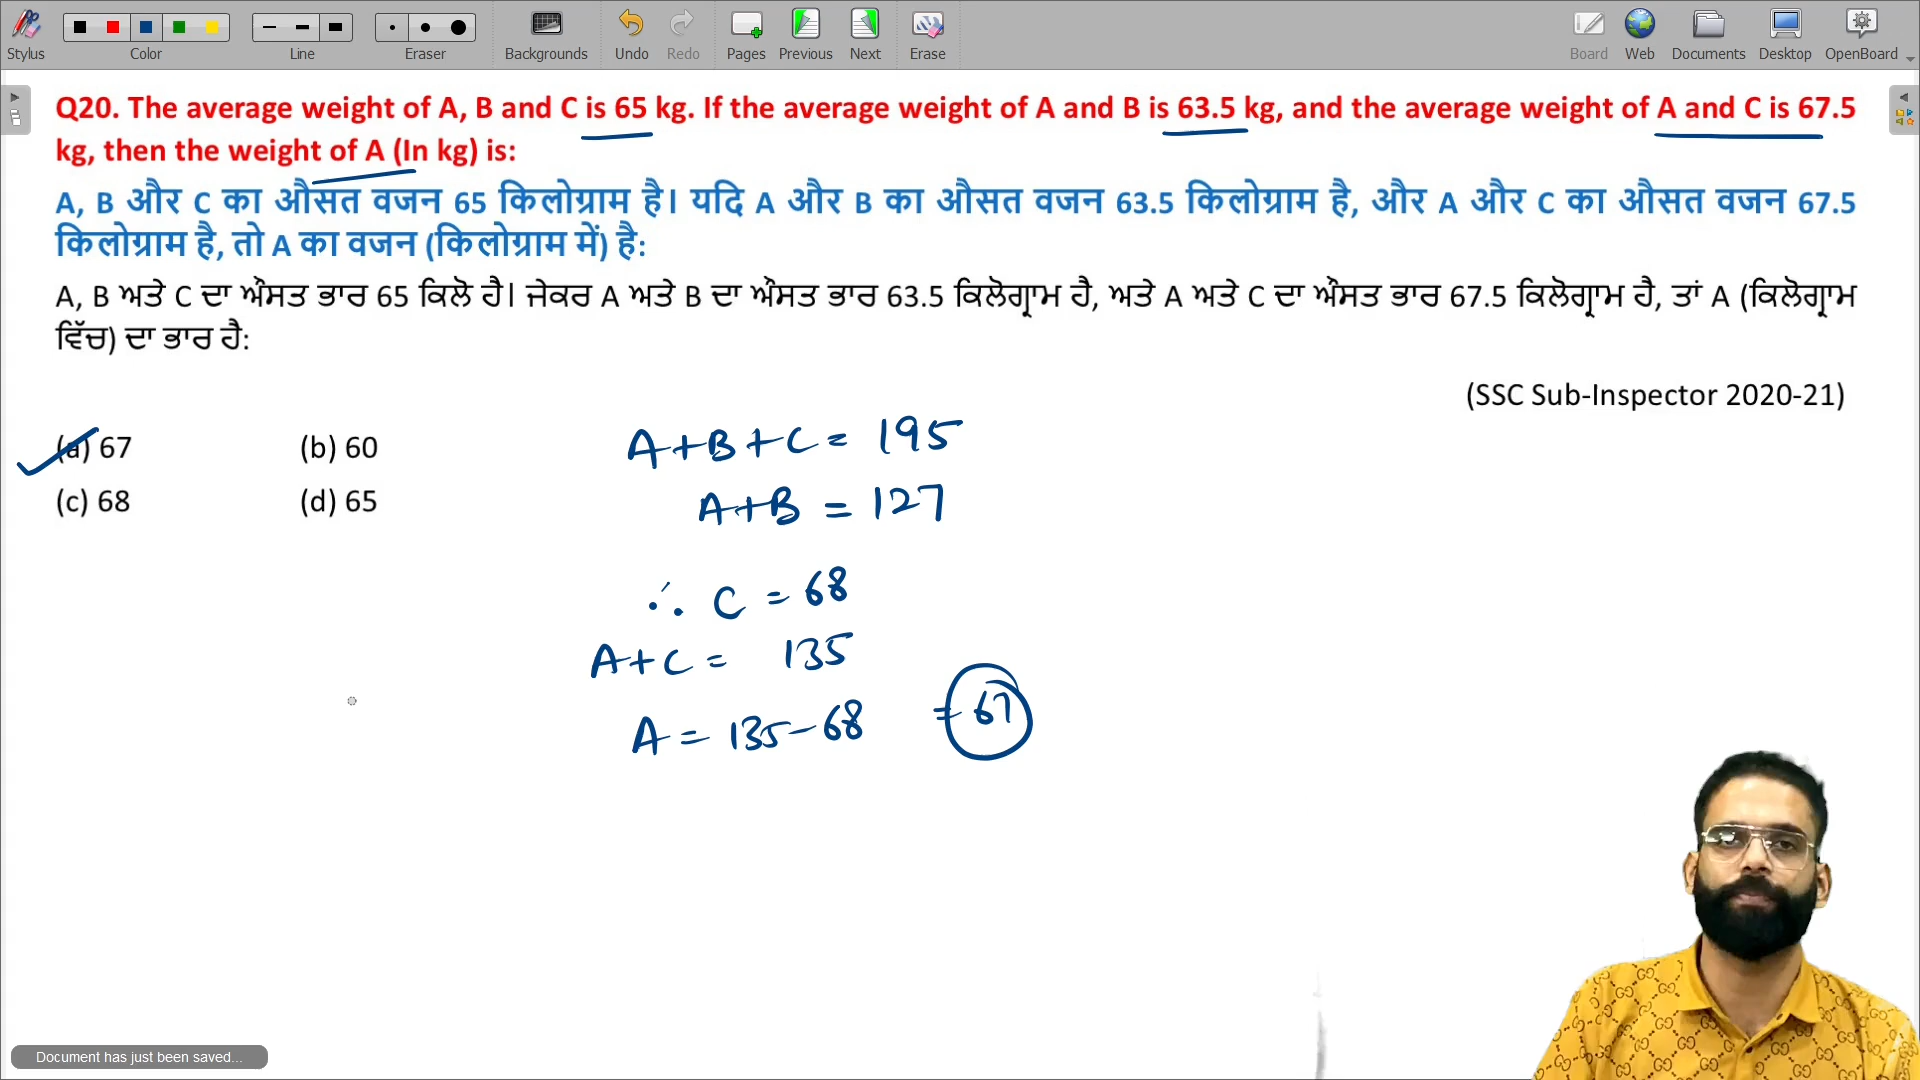 Stylus Color Line Eraser Backgrounds Undo Redo Pages Previous Next Erase Board Web Documents Desktop OpenBoard
Q20. The average weight of A, B and C is 65 kg. If the average weight of A and B is 63.5 kg, and the average weight of A and C is 67.5
kg, then the weight of A (In kg) is:
A, B और C का औसत वजन 65 किलोग्राम है। यदि A और B का औसत वजन 63.5 किलोग्राम है, और A और C का औसत वजन 67.5
किलोग्राम है, तो A का वजन (किलोग्राम में) है:
A, B ਅਤੇ C ਦਾ ਔਸਤ ਭਾਰ 65 ਕਿਲੋ ਹੈ। ਜੇਕਰ A ਅਤੇ B ਦਾ ਔਸਤ ਭਾਰ 63.5 ਕਿਲੋਗ੍ਰਾਮ ਹੈ, ਅਤੇ A ਅਤੇ C ਦਾ ਔਸਤ ਭਾਰ 67.5 ਕਿਲੋਗ੍ਰਾਮ ਹੈ, ਤਾਂ A (ਕਿਲੋਗ੍ਰਾਮ
ਵਿੱਚ) ਦਾ ਭਾਰ ਹੈ:
(SSC Sub-Inspector 2020-21)
(a) 67 (b) 60
(c) 68 (d) 65
A+B+C = 195
A+B = 127
∴ C = 68
A+C = 135
A = 135-68 = 67
Document has just been saved...